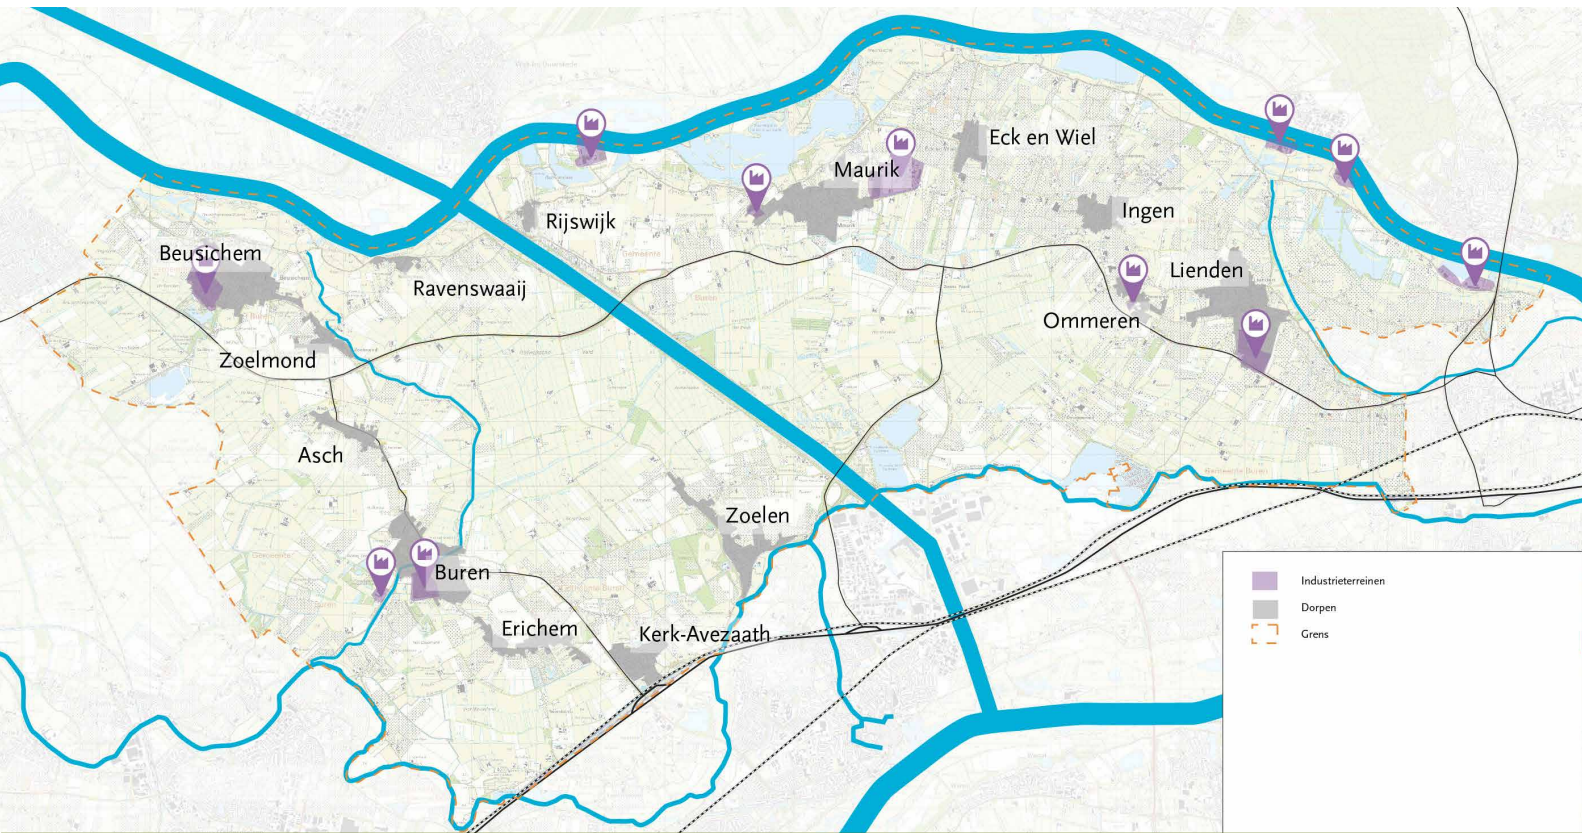 Eck en Wiel
Maurik
Ingen
Rijswijk
Beusichem
Lienden
Ravenswaaij
Ommeren
Zoelmond
Asch
Zoelen
Buren
Erichem
Kerk-Avezaath
Industrieterreinen
Dorpen
Grens